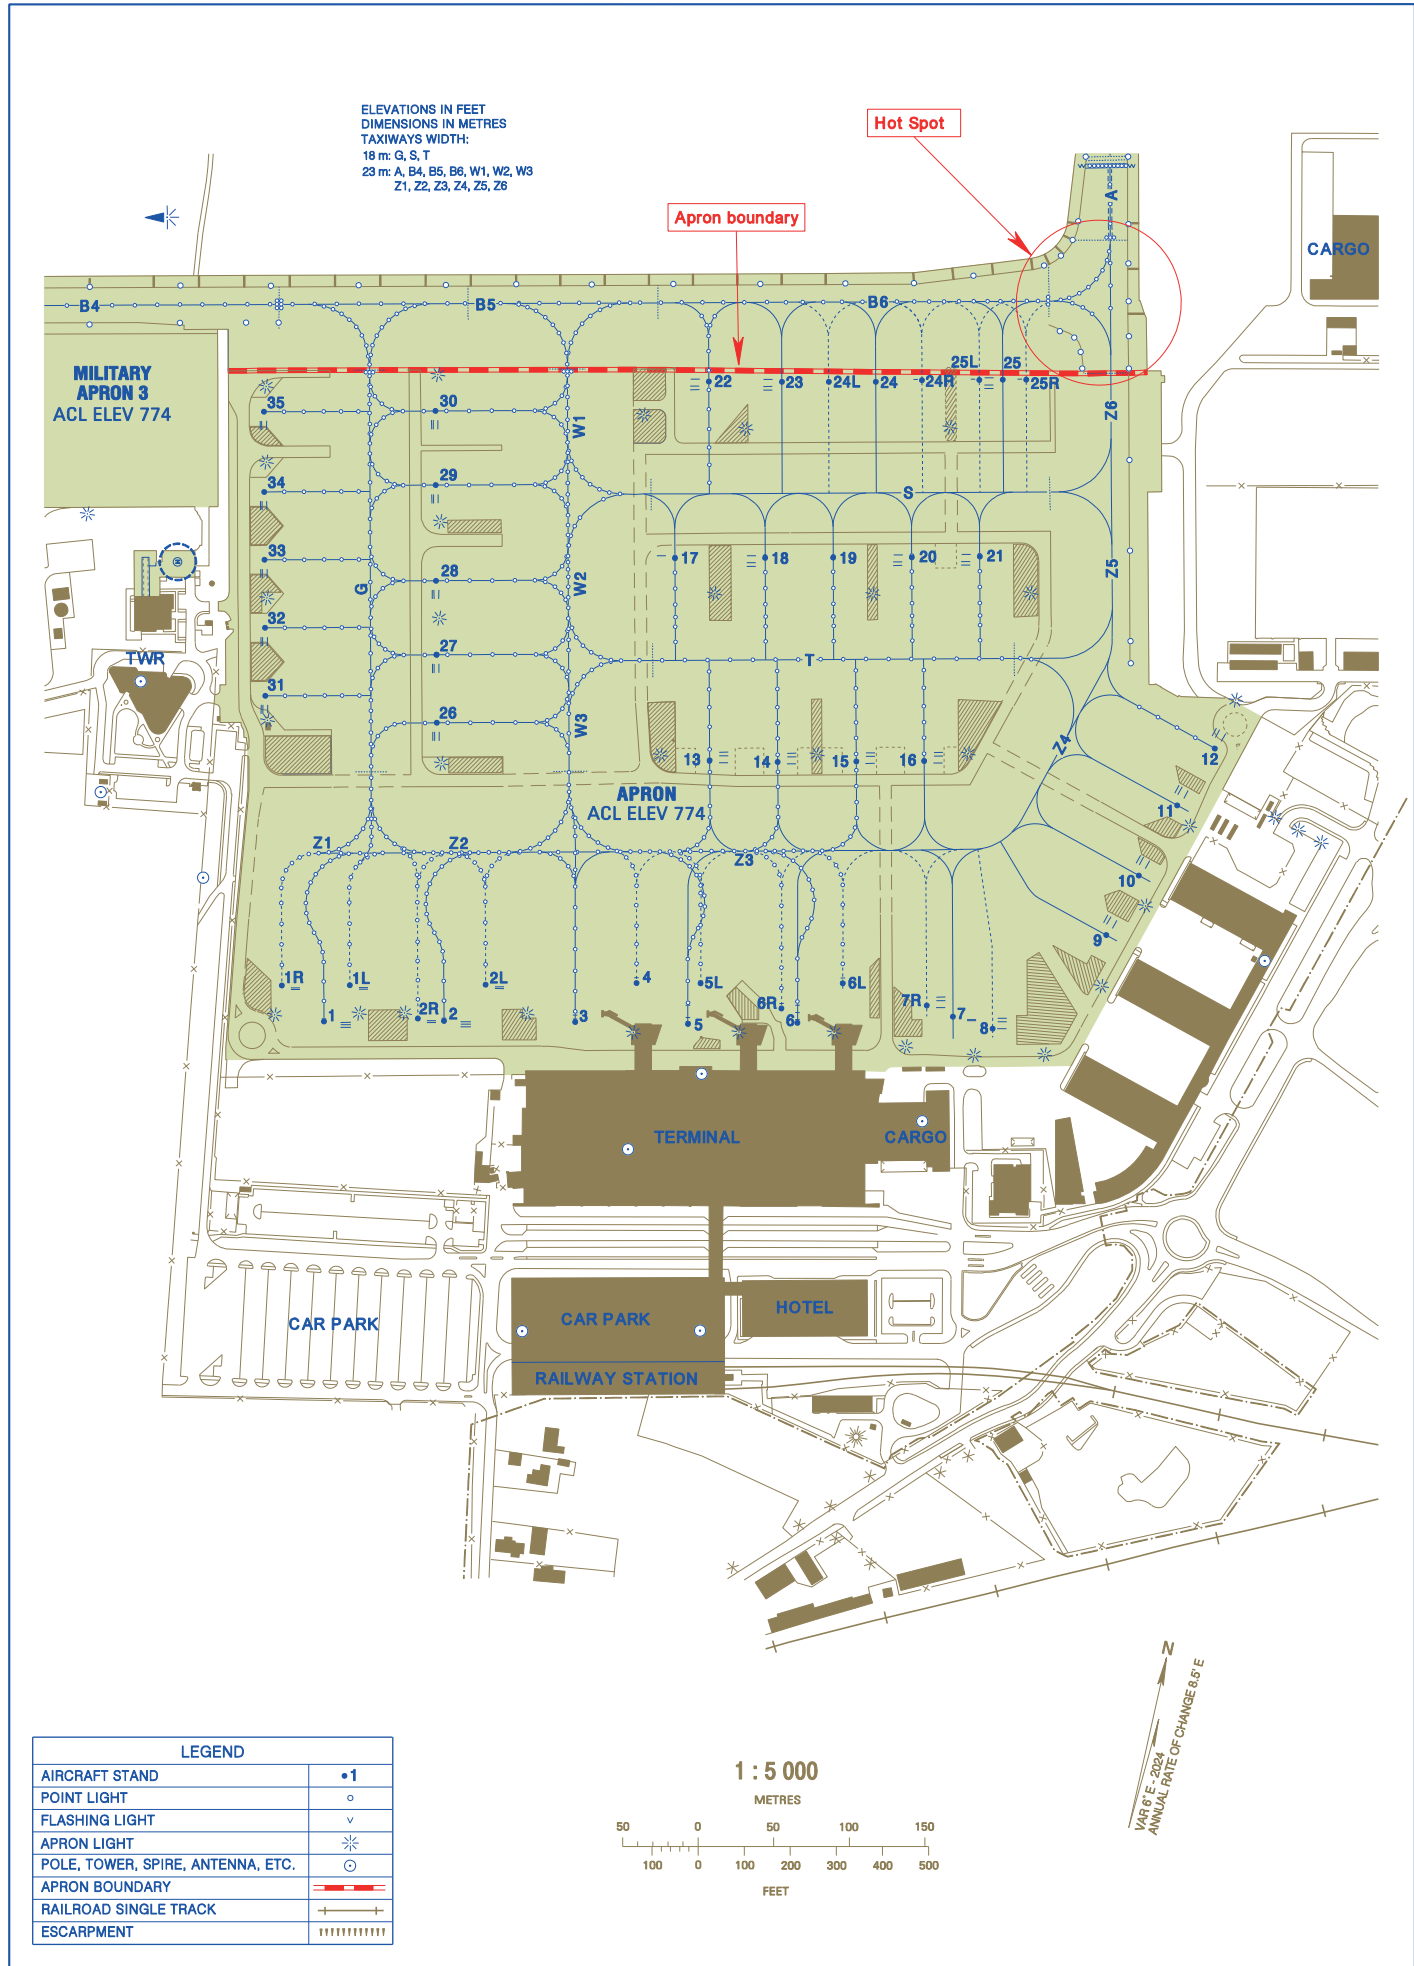 ELEVATIONS IN FEET
DIMENSIONS IN METRES
TAXIWAYS WIDTH:
18 m: G, S, T
23 m: A, B4, B5, B6, W1, W2, W3
Z1, Z2, Z3, Z4, Z5, Z6
Hot Spot
Apron boundary
A
CARGO
B4
B5
B6
MILITARY
APRON 3
ACL ELEV 774
22
23
24L
24
24R
25L
25
25R
35
30
W1
Z6
34
29
S
33
28
G
W2
17
18
19
20
21
Z5
32
27
TWR
T
31
26
W3
13
14
15
16
Z4
12
11
APRON
ACL ELEV 774
Z1
Z2
Z3
10
9
1R
1L
2R
2L
1
2
3
4
5L
5
6R
6
6L
7R
7
8
TERMINAL
CARGO
CAR PARK
CAR PARK
HOTEL
RAILWAY STATION
N
VAR 6° E - 2024
ANNUAL RATE OF CHANGE 8.5' E
1 : 5 000
METRES
50 0 50 100 150
100 0 100 200 300 400 500
FEET
LEGEND
AIRCRAFT STAND 1
POINT LIGHT
FLASHING LIGHT
APRON LIGHT
POLE, TOWER, SPIRE, ANTENNA, ETC.
APRON BOUNDARY
RAILROAD SINGLE TRACK
ESCARPMENT